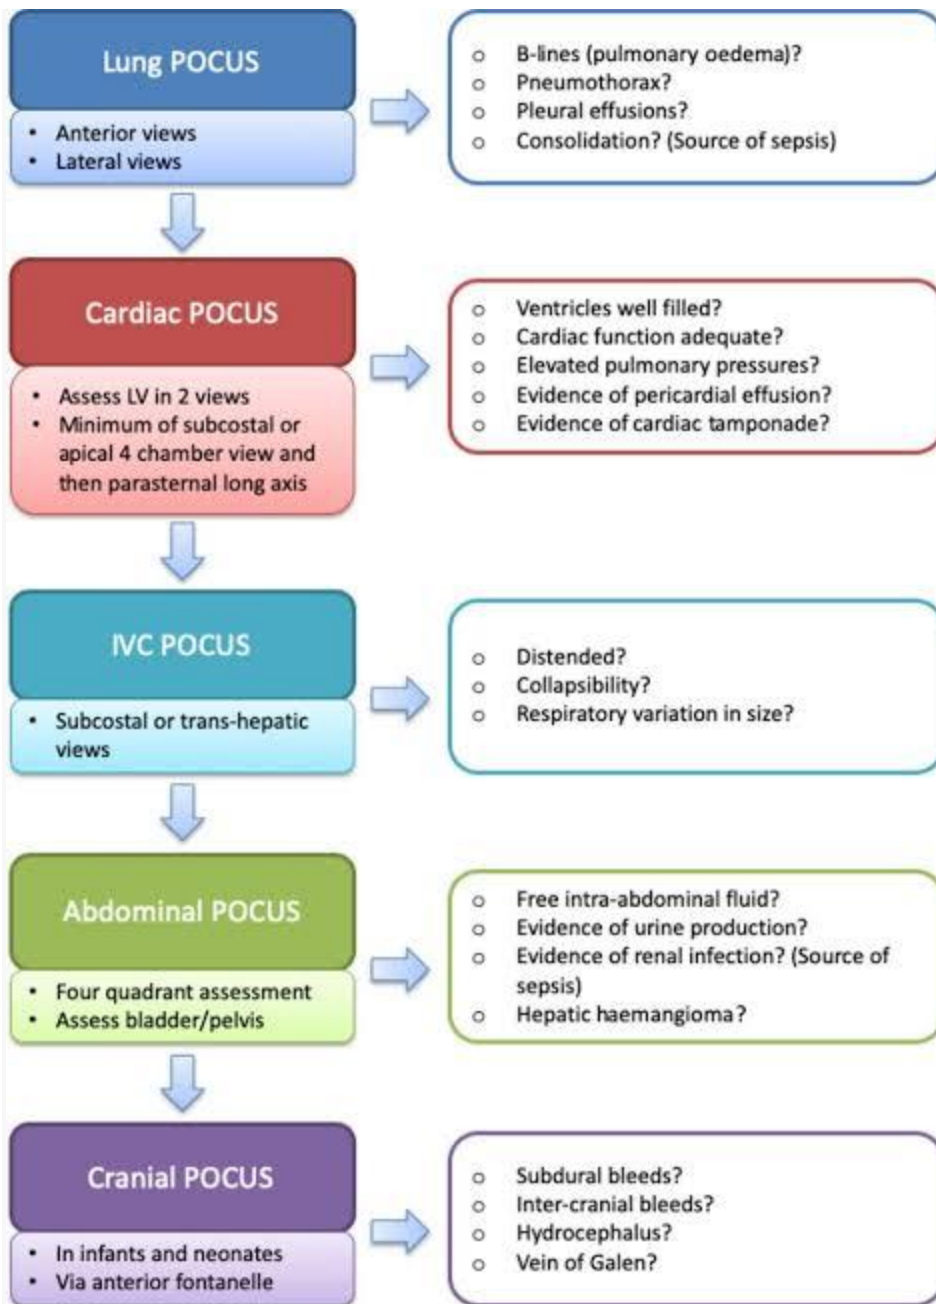 Lung POCUS
• Anterior views
• Lateral views
o B-lines (pulmonary oedema)?
o Pneumothorax?
o Pleural effusions?
o Consolidation? (Source of sepsis)
Cardiac POCUS
• Assess LV in 2 views
• Minimum of subcostal or
apical 4 chamber view and
then parasternal long axis
o Ventricles well filled?
o Cardiac function adequate?
o Elevated pulmonary pressures?
o Evidence of pericardial effusion?
o Evidence of cardiac tamponade?
IVC POCUS
• Subcostal or trans-hepatic
views
o Distended?
o Collapsibility?
o Respiratory variation in size?
Abdominal POCUS
• Four quadrant assessment
• Assess bladder/pelvis
o Free intra-abdominal fluid?
o Evidence of urine production?
o Evidence of renal infection? (Source of
sepsis)
o Hepatic haemangioma?
Cranial POCUS
• In infants and neonates
• Via anterior fontanelle
o Subdural bleeds?
o Inter-cranial bleeds?
o Hydrocephalus?
o Vein of Galen?